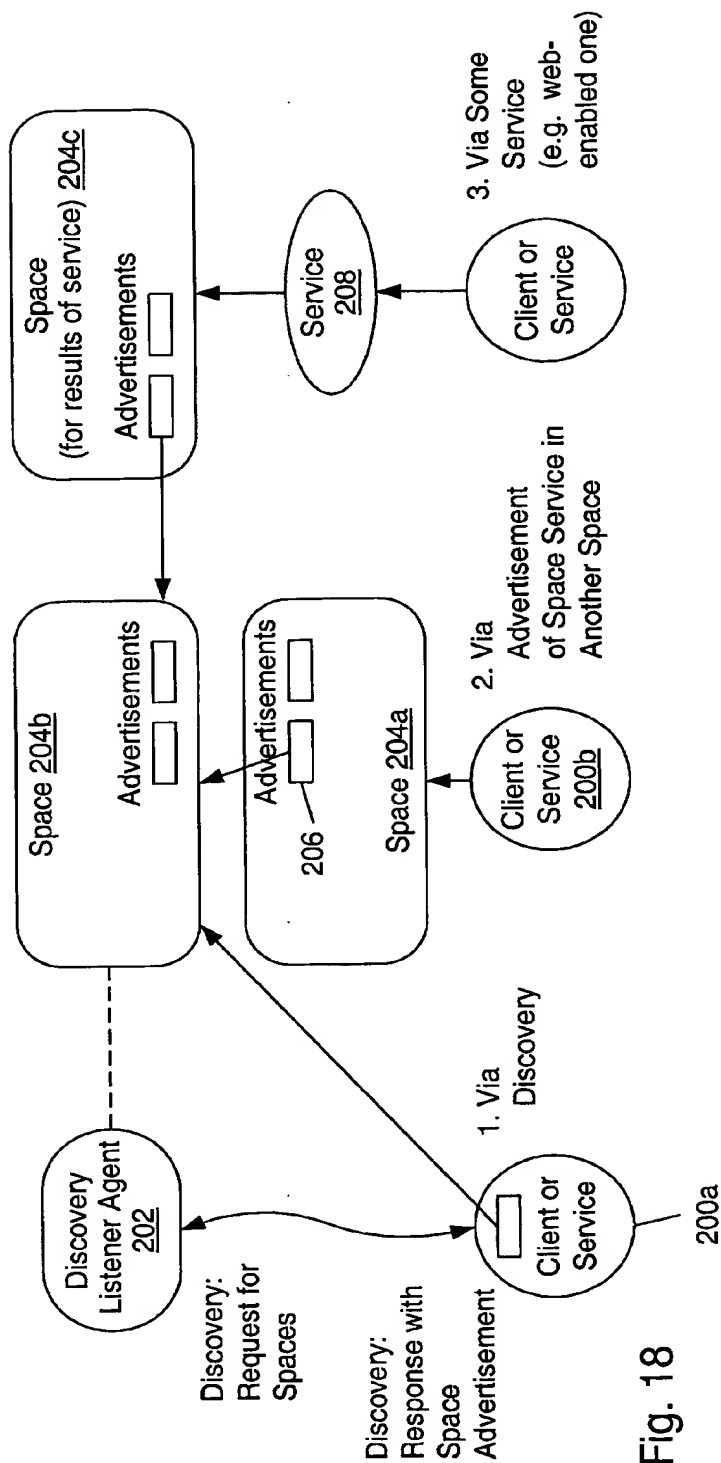 Discovery
Listener Agent
202
Space 204b
Advertisements
Space
(for results of service) 204c
Advertisements
Advertisements
206
Space 204a
Service
208
Discovery:
Request for
Spaces
Discovery:
Response with
Space
Advertisement
1. Via
Discovery
Client or
Service
200a
2. Via
Advertisement
of Space Service in
Another Space
Client or
Service
200b
3. Via Some
Service
(e.g. web-
enabled one)
Client or
Service
Fig. 18